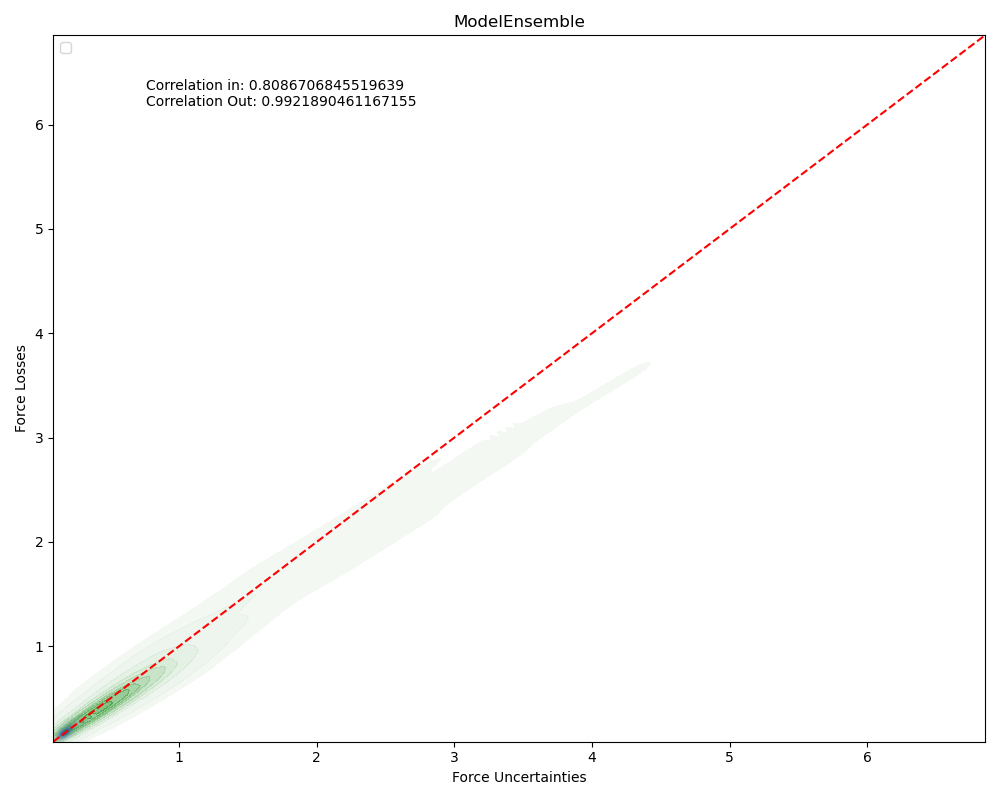 ModelEnsemble
Correlation in: 0.8086706845519639
Correlation Out: 0.9921890461167155
6
5
4
3
2
1
Force Losses
1 2 3 4 5 6
Force Uncertainties